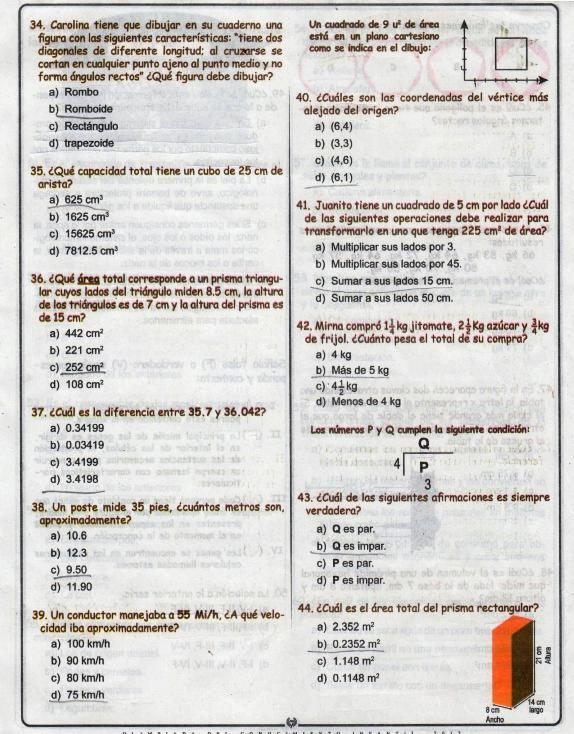 34. Carolina tiene que dibujar en su cuaderno una
figura con las siguientes características: "tiene dos
diagonales de diferente longitud; al cruzarse se
cortan en cualquier punto ajeno al punto medio y no
forma ángulos rectos" ¿Qué figura debe dibujar?
a) Rombo
b) Romboide
c) Rectángulo
d) trapezoide
35. ¿Qué capacidad total tiene un cubo de 25 cm de
arista?
a) 625 cm³
b) 1625 cm³
c) 15625 cm³
d) 7812.5 cm³
36. ¿Qué área total corresponde a un prisma triangu-
lar cuyos lados del triángulo miden 8.5 cm, la altura
de los triángulos es de 7 cm y la altura del prisma es
de 15 cm?
a) 442 cm²
b) 221 cm²
c) 252 cm²
d) 108 cm²
37. ¿Cuál es la diferencia entre 35.7 y 36.042?
a) 0.34199
b) 0.03419
c) 3.4199
d) 3.4198
38. Un poste mide 35 pies, ¿cuántos metros son,
aproximadamente?
a) 10.6
b) 12.3
c) 9.50
d) 11.90
39. Un conductor manejaba a 55 Mi/h, ¿A qué velo-
cidad iba aproximadamente?
a) 100 km/h
b) 90 km/h
c) 80 km/h
d) 75 km/h
Un cuadrado de 9 u² de área
está en un plano cartesiano
como se indica en el dibujo:
40. ¿Cuáles son las coordenadas del vértice más
alejado del origen?
a) (6,4)
b) (3,3)
c) (4,6)
d) (6,1)
41. Juanito tiene un cuadrado de 5 cm por lado ¿Cuál
de las siguientes operaciones debe realizar para
transformarlo en uno que tenga 225 cm² de área?
a) Multiplicar sus lados por 3.
b) Multiplicar sus lados por 45.
c) Sumar a sus lados 15 cm.
d) Sumar a sus lados 50 cm.
42. Mirna compró 1¼ kg jitomate, 2½ Kg azúcar y ¾kg
de frijol. ¿Cuánto pesa el total de su compra?
a) 4 kg
b) Más de 5 kg
c) 4½ kg
d) Menos de 4 kg
Los números P y Q cumplen la siguiente condición:
Q
4 P
3
43. ¿Cuál de las siguientes afirmaciones es siempre
verdadera?
a) Q es par.
b) Q es impar.
c) P es par.
d) P es impar.
44. ¿Cuál es el área total del prisma rectangular?
a) 2.352 m²
b) 0.2352 m²
c) 1.148 m²
d) 0.1148 m²
21 cm
Altura
14 cm
largo
8 cm
Ancho